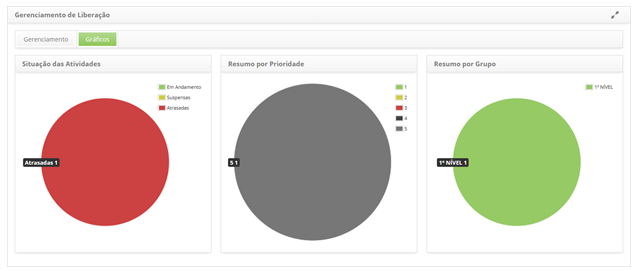 Gerenciamento de Liberação
Gerenciamento Gráficos
Situação das Atividades
Em Andamento
Suspensas
Atrasadas
Atrasadas 1
Resumo por Prioridade
1
2
3
4
5
5 1
Resumo por Grupo
1º NÍVEL
1º NÍVEL 1